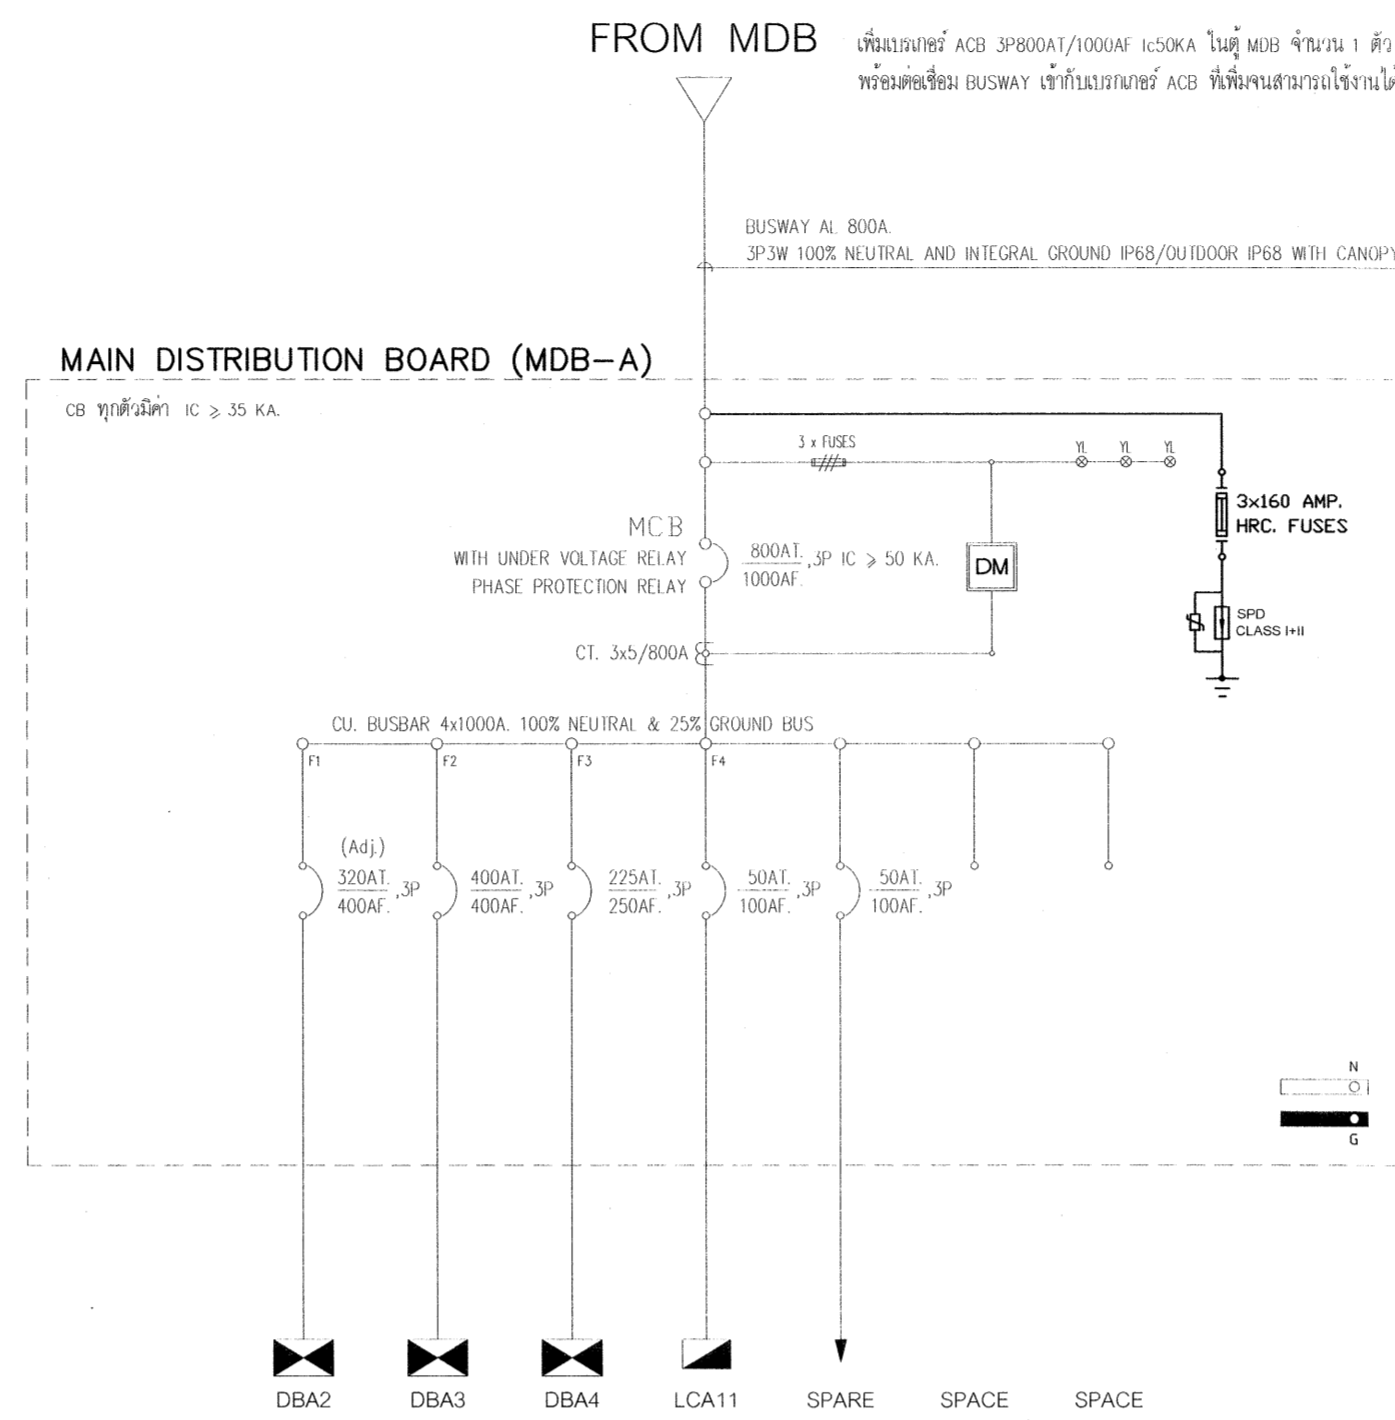 FROM MDB
เพิ่มเบรกเกอร์ ACB 3P800AT/1000AF Ic50KA ในตู้ MDB จำนวน 1 ตัว
พร้อมต่อเชื่อม BUSWAY เข้ากับเบรกเกอร์ ACB ที่เพิ่มจนสามารถใช้งานได้
BUSWAY AL 800A.
3P3W 100% NEUTRAL AND INTEGRAL GROUND IP68/OUTDOOR IP68 WITH CANOPY
MAIN DISTRIBUTION BOARD (MDB-A)
CB ทุกตัวมีค่า IC ⩾ 35 KA.
3 x FUSES
YL YL YL
3x160 AMP.
HRC. FUSES
MCB
WITH UNDER VOLTAGE RELAY
PHASE PROTECTION RELAY
800AT.
1000AF.
,3P IC ⩾ 50 KA.
DM
SPD
CLASS I+II
CT. 3x5/800A
CU. BUSBAR 4x1000A. 100% NEUTRAL & 25% GROUND BUS
F1 F2 F3 F4
(Adj.)
320AT.
400AF.
,3P
400AT.
400AF.
,3P
225AT.
250AF.
,3P
50AT.
100AF.
,3P
50AT.
100AF.
,3P
N
G
DBA2 DBA3 DBA4 LCA11 SPARE SPACE SPACE